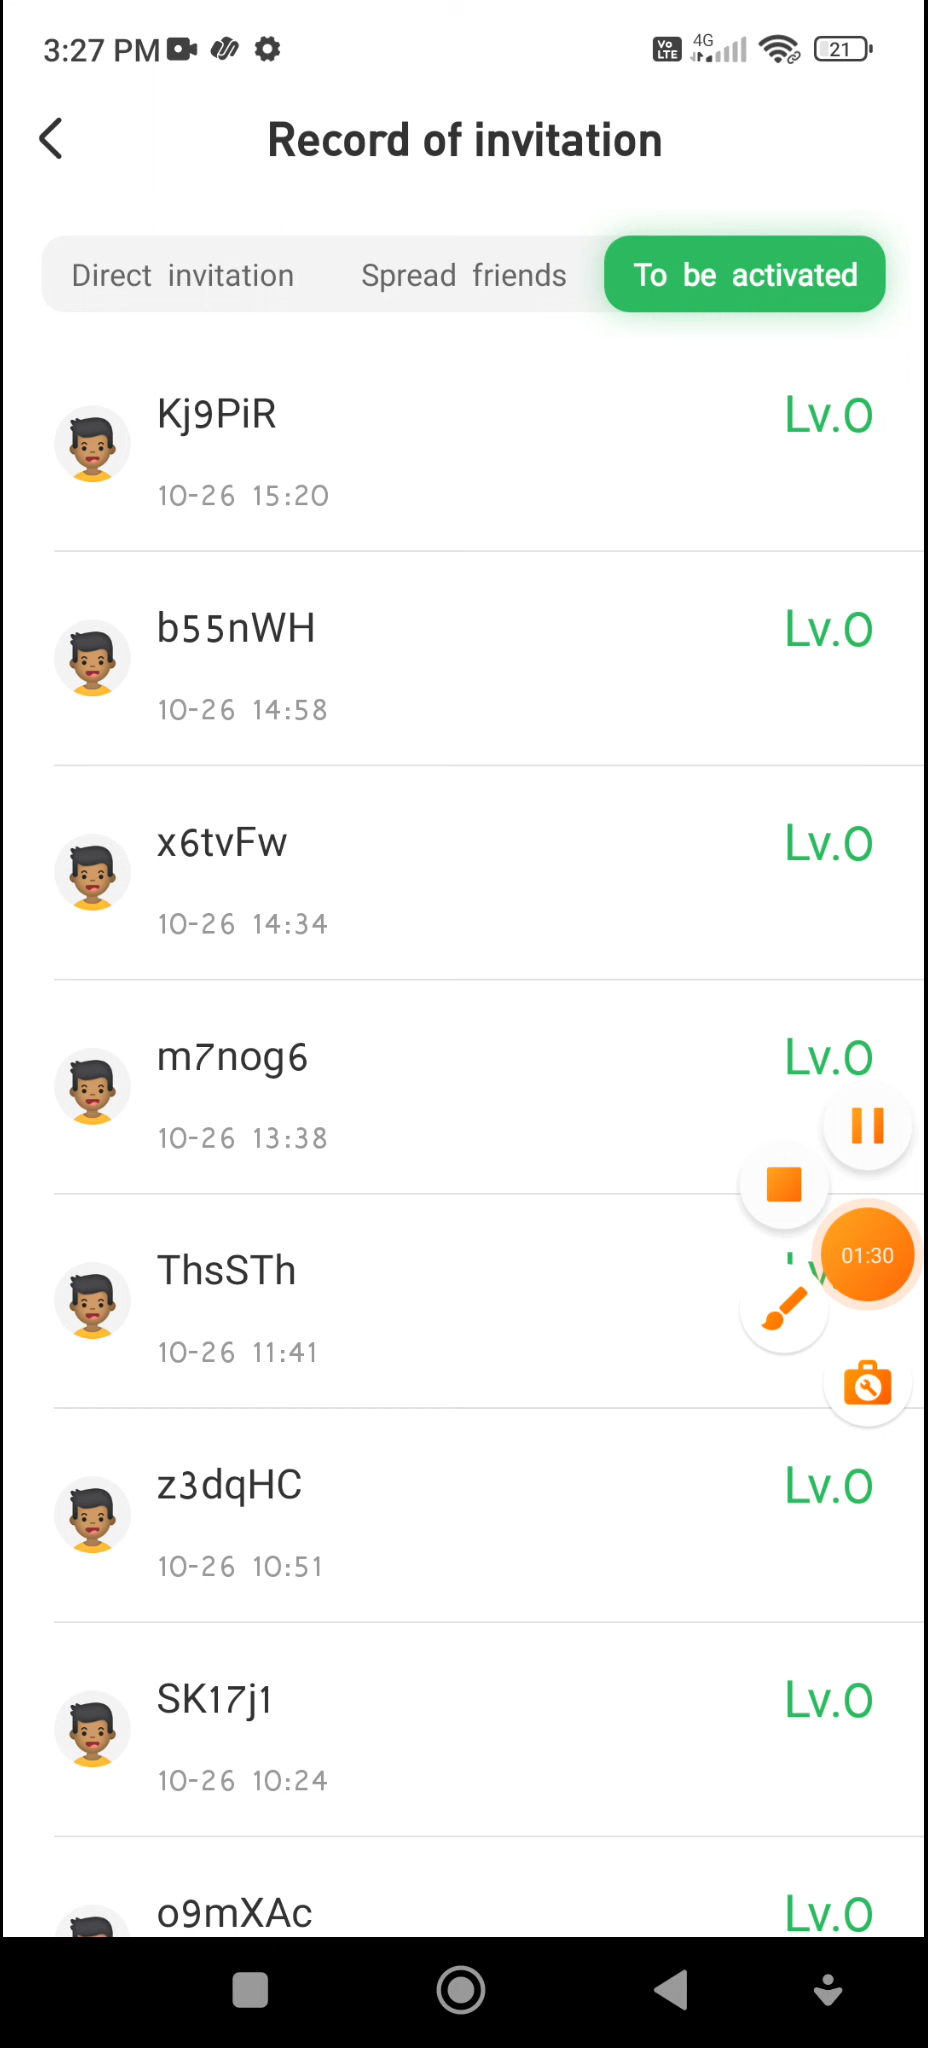 3:27 PM
Vo LTE 4G 21
Record of invitation
Direct invitation Spread friends To be activated
Kj9PiR Lv.0
10-26 15:20
b55nWH Lv.0
10-26 14:58
x6tvFw Lv.0
10-26 14:34
m7nog6 Lv.0
10-26 13:38
ThsSTh
01:30
10-26 11:41
z3dqHC Lv.0
10-26 10:51
SK17j1 Lv.0
10-26 10:24
o9mXAc Lv.0